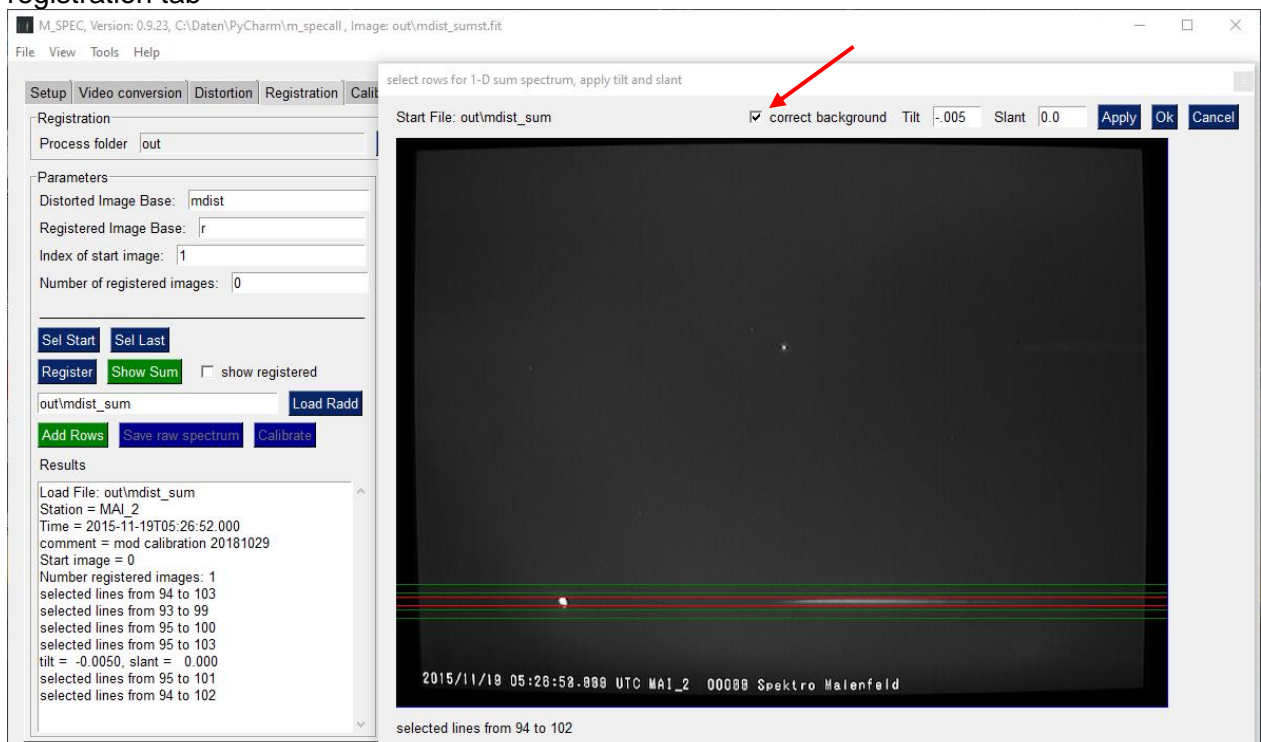 registration tab
M_SPEC, Version: 0.9.23, C:\Daten\PyCharm\m_specall , Image: out\mdist_sumst.fit
File View Tools Help
Setup Video conversion Distortion Registration Calib
Registration
Process folder out
Parameters
Distorted Image Base: mdist
Registered Image Base: r
Index of start image: 1
Number of registered images: 0
Sel Start Sel Last
Register Show Sum show registered
out\mdist_sum Load Radd
Add Rows Save raw spectrum Calibrate
Results
Load File: out\mdist_sum
Station = MAI_2
Time = 2015-11-19T05:26:52.000
comment = mod calibration 20181029
Start image = 0
Number registered images: 1
selected lines from 94 to 103
selected lines from 93 to 99
selected lines from 95 to 100
selected lines from 95 to 103
tilt = -0.0050, slant = 0.000
selected lines from 95 to 101
selected lines from 94 to 102
select rows for 1-D sum spectrum, apply tilt and slant
Start File: out\mdist_sum correct background Tilt -.005 Slant 0.0 Apply Ok Cancel
2015/11/19 UTC MAI_2 Spektro Maienfeld
selected lines from 94 to 102